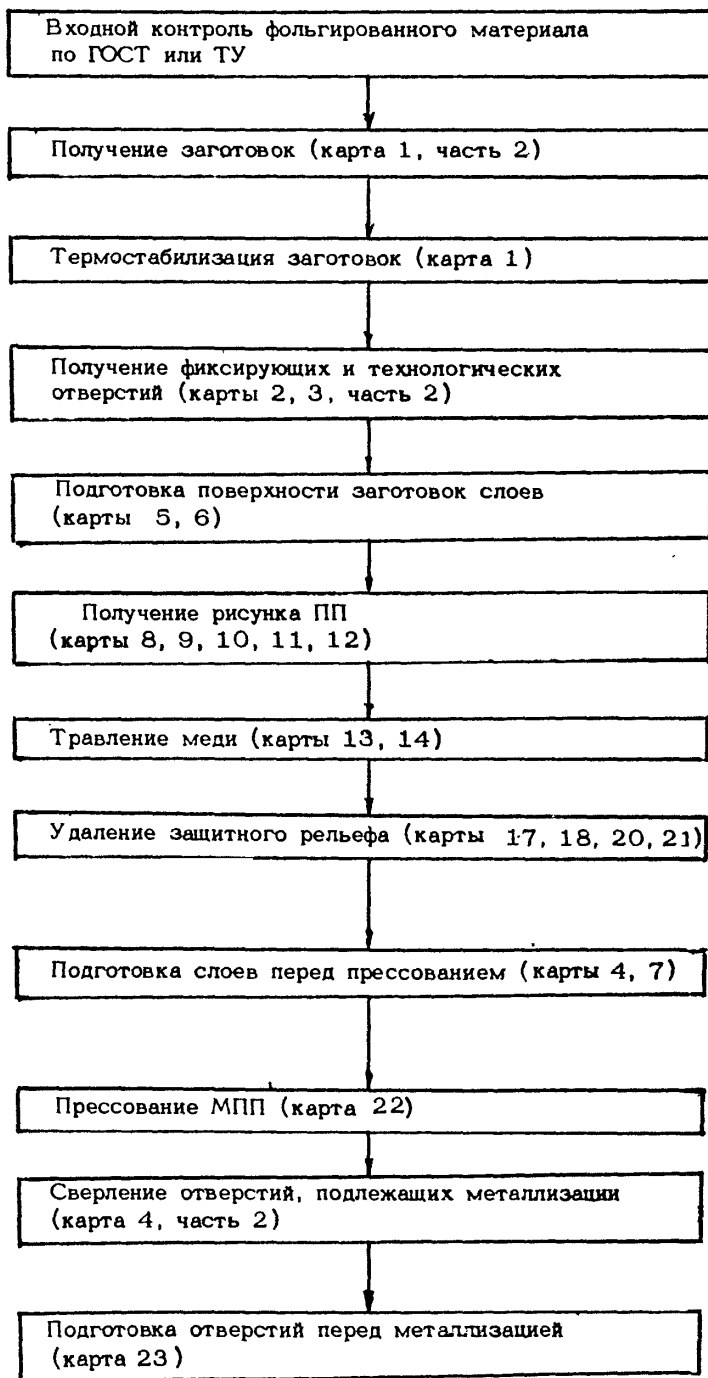 Входной контроль фольгированного материала
по ГОСТ или ТУ
Получение заготовок (карта 1, часть 2)
Термостабилизация заготовок (карта 1)
Получение фиксирующих и технологических
отверстий (карты 2, 3, часть 2)
Подготовка поверхности заготовок слоев
(карты 5, 6)
Получение рисунка ПП
(карты 8, 9, 10, 11, 12)
Травление меди (карты 13, 14)
Удаление защитного рельефа (карты 17, 18, 20, 21)
Подготовка слоев перед прессованием (карты 4, 7)
Прессование МПП (карта 22)
Сверление отверстий, подлежащих металлизации
(карта 4, часть 2)
Подготовка отверстий перед металлизацией
(карта 23)